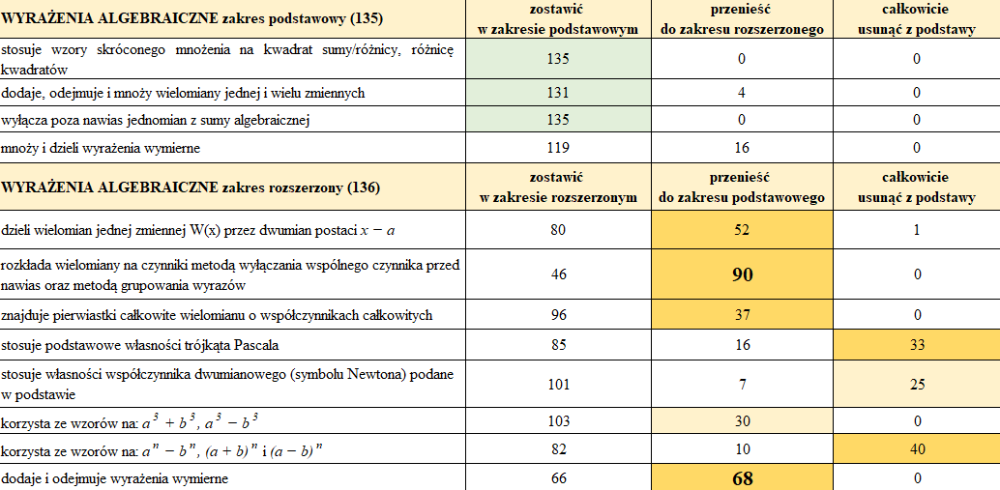 WYRAŻENIA ALGEBRAICZNE zakres podstawowy (135) zostawić w zakresie podstawowym przenieść do zakresu rozszerzonego całkowicie usunąć z podstawy
stosuje wzory skróconego mnożenia na kwadrat sumy/różnicy, różnicę
kwadratów 135 0 0
dodaje, odejmuje i mnoży wielomiany jednej i wielu zmiennych 131 4 0
wyłącza poza nawias jednomian z sumy algebraicznej 135 0 0
mnoży i dzieli wyrażenia wymierne 119 16 0
WYRAŻENIA ALGEBRAICZNE zakres rozszerzony (136) zostawić w zakresie rozszerzonym przenieść do zakresu podstawowego całkowicie usunąć z podstawy
dzieli wielomian jednej zmiennej W(x) przez dwumian postaci x − a 80 52 1
rozkłada wielomiany na czynniki metodą wyłączania wspólnego czynnika przed
nawias oraz metodą grupowania wyrazów 46 90 0
znajduje pierwiastki całkowite wielomianu o współczynnikach całkowitych 96 37 0
stosuje podstawowe własności trójkąta Pascala 85 16 33
stosuje własności współczynnika dwumianowego (symbolu Newtona) podane
w podstawie 101 7 25
korzysta ze wzorów na: a³ + b³, a³ − b³ 103 30 0
korzysta ze wzorów na: aⁿ − bⁿ, (a + b)ⁿ i (a − b)ⁿ 82 10 40
dodaje i odejmuje wyrażenia wymierne 66 68 0